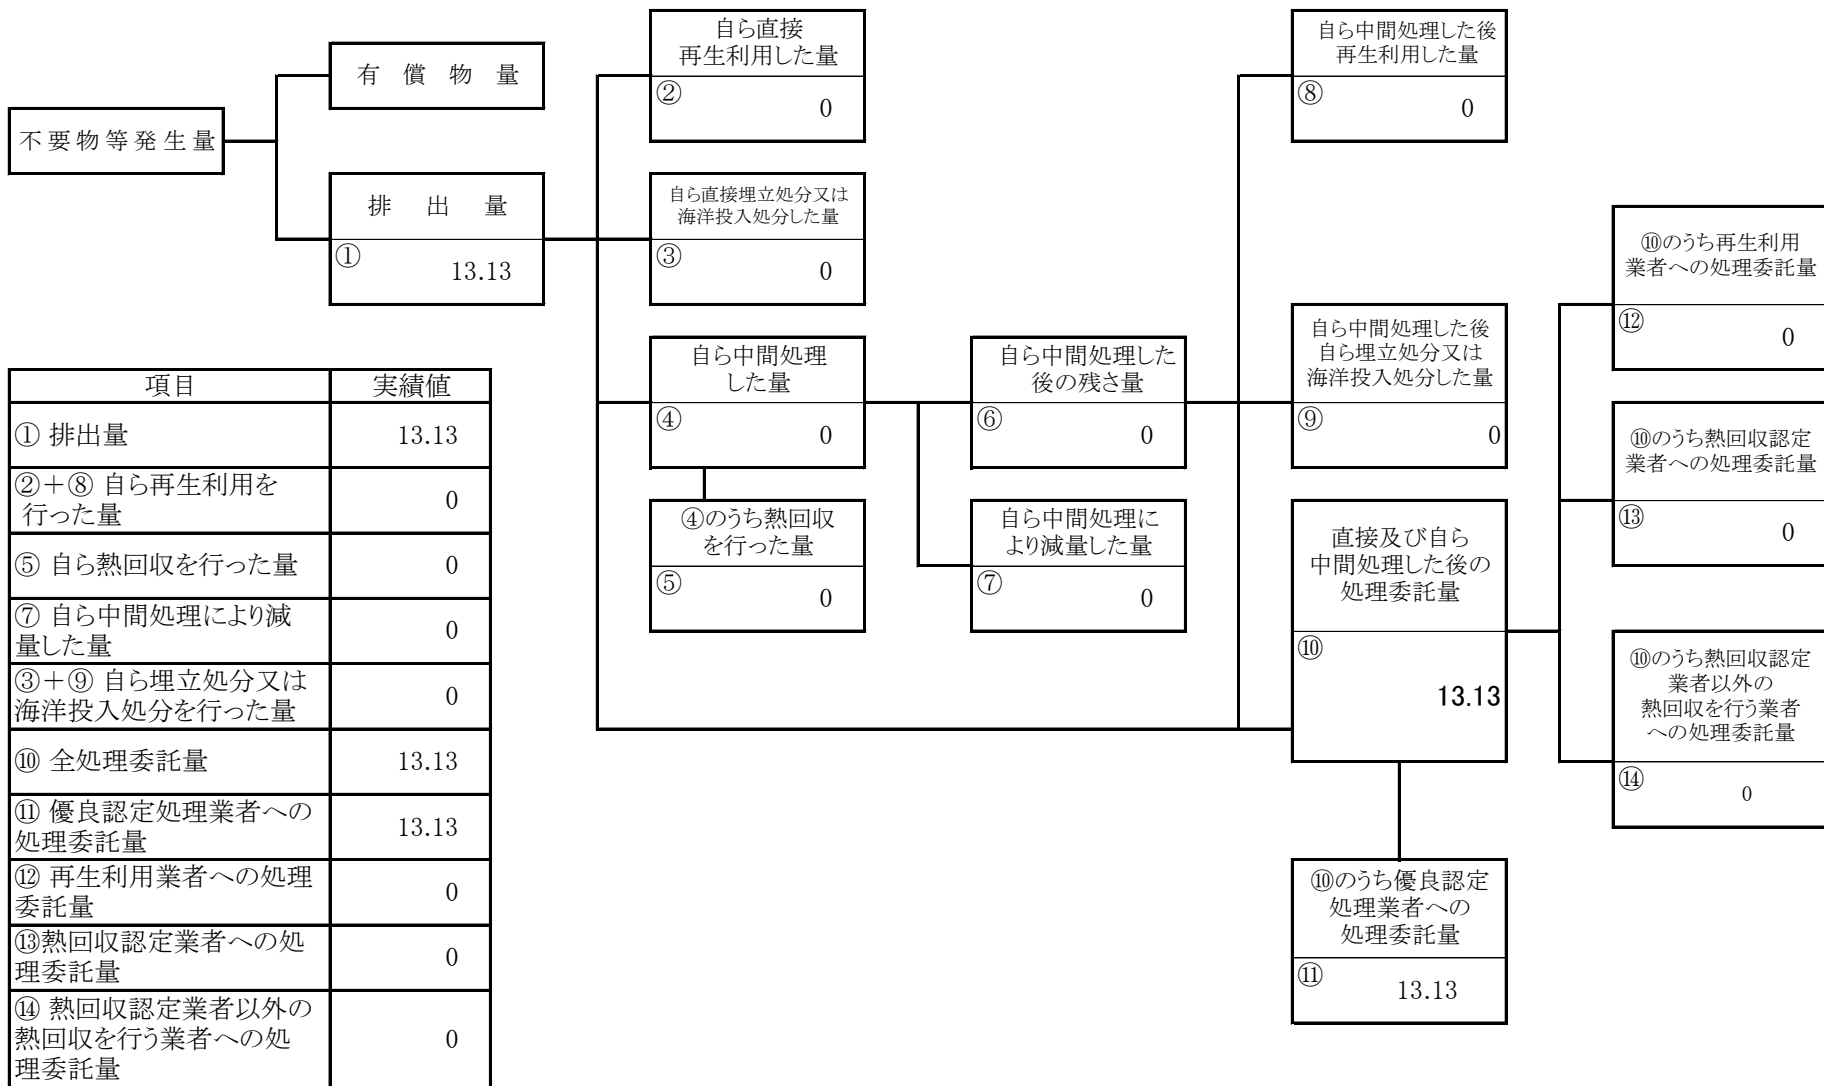 不要物等発生量
有償物量
排出量
①
13.13
自ら直接
再生利用した量
②
0
自ら直接埋立処分又は
海洋投入処分した量
③
0
自ら中間処理
した量
④
0
④のうち熱回収
を行った量
⑤
0
自ら中間処理した
後の残さ量
⑥
0
自ら中間処理に
より減量した量
⑦
0
自ら中間処理した後
再生利用した量
⑧
0
自ら中間処理した後
自ら埋立処分又は
海洋投入処分した量
⑨
0
直接及び自ら
中間処理した後の
処理委託量
⑩
13.13
⑩のうち優良認定
処理業者への
処理委託量
⑪
13.13
⑩のうち再生利用
業者への処理委託量
⑫
0
⑩のうち熱回収認定
業者への処理委託量
⑬
0
⑩のうち熱回収認定
業者以外の
熱回収を行う業者
への処理委託量
⑭
0
項目 実績値
① 排出量 13.13
②＋⑧ 自ら再生利用を
行った量 0
⑤ 自ら熱回収を行った量 0
⑦ 自ら中間処理により減
量した量 0
③＋⑨ 自ら埋立処分又は
海洋投入処分を行った量 0
⑩ 全処理委託量 13.13
⑪ 優良認定処理業者への
処理委託量 13.13
⑫ 再生利用業者への処理
委託量 0
⑬熱回収認定業者への処
理委託量 0
⑭ 熱回収認定業者以外の
熱回収を行う業者への処
理委託量 0